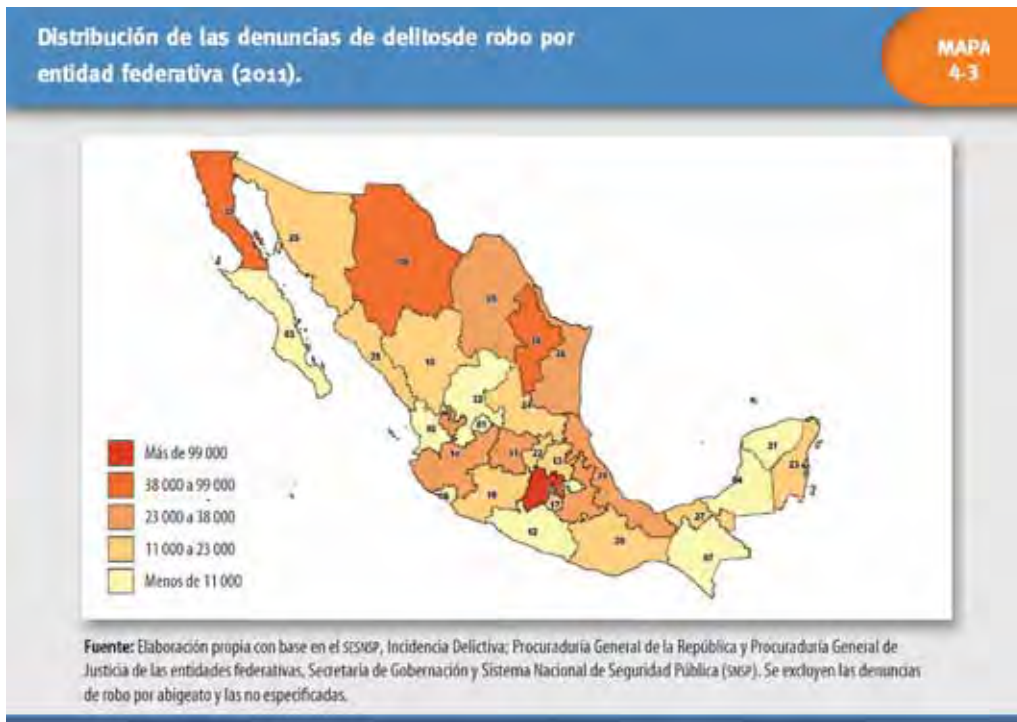 Distribución de las denuncias de delitosde robo por
entidad federativa (2011).
MAPA
4-3
Más de 99 000
38 000 a 99 000
23 000 a 38 000
11 000 a 23 000
Menos de 11 000
Fuente: Elaboración propia con base en el SESNSP, Incidencia Delictiva; Procuraduría General de la República y Procuraduría General de
Justicia de las entidades federativas, Secretaría de Gobernación y Sistema Nacional de Seguridad Pública (SNSP). Se excluyen las denuncias
de robo por abigeato y las no especificadas.